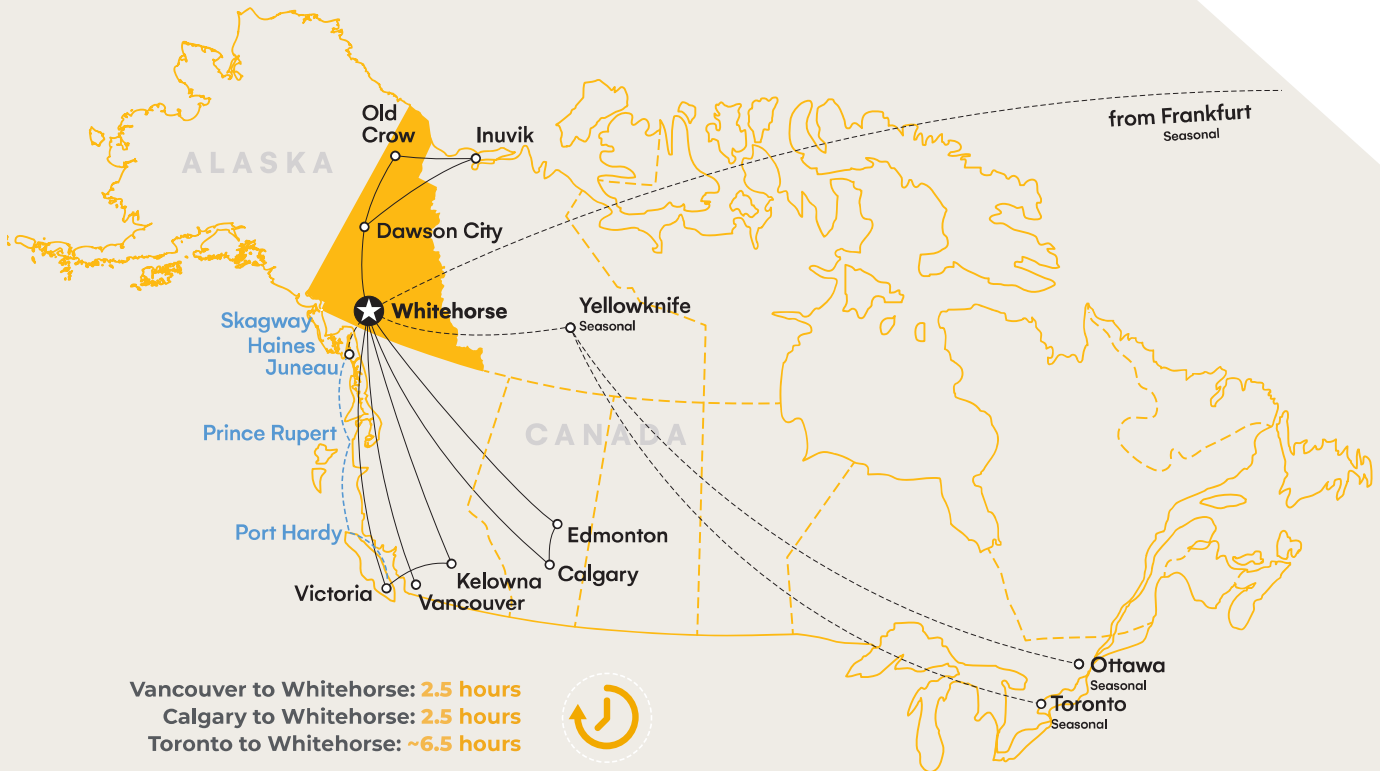 Old
Crow
Inuvik
from Frankfurt
Seasonal
ALASKA
Dawson City
Whitehorse
Yellowknife
Seasonal
Skagway
Haines
Juneau
Prince Rupert
CANADA
Port Hardy
Edmonton
Calgary
Kelowna
Victoria
Vancouver
Ottawa
Seasonal
Toronto
Seasonal
Vancouver to Whitehorse: 2.5 hours
Calgary to Whitehorse: 2.5 hours
Toronto to Whitehorse: ~6.5 hours